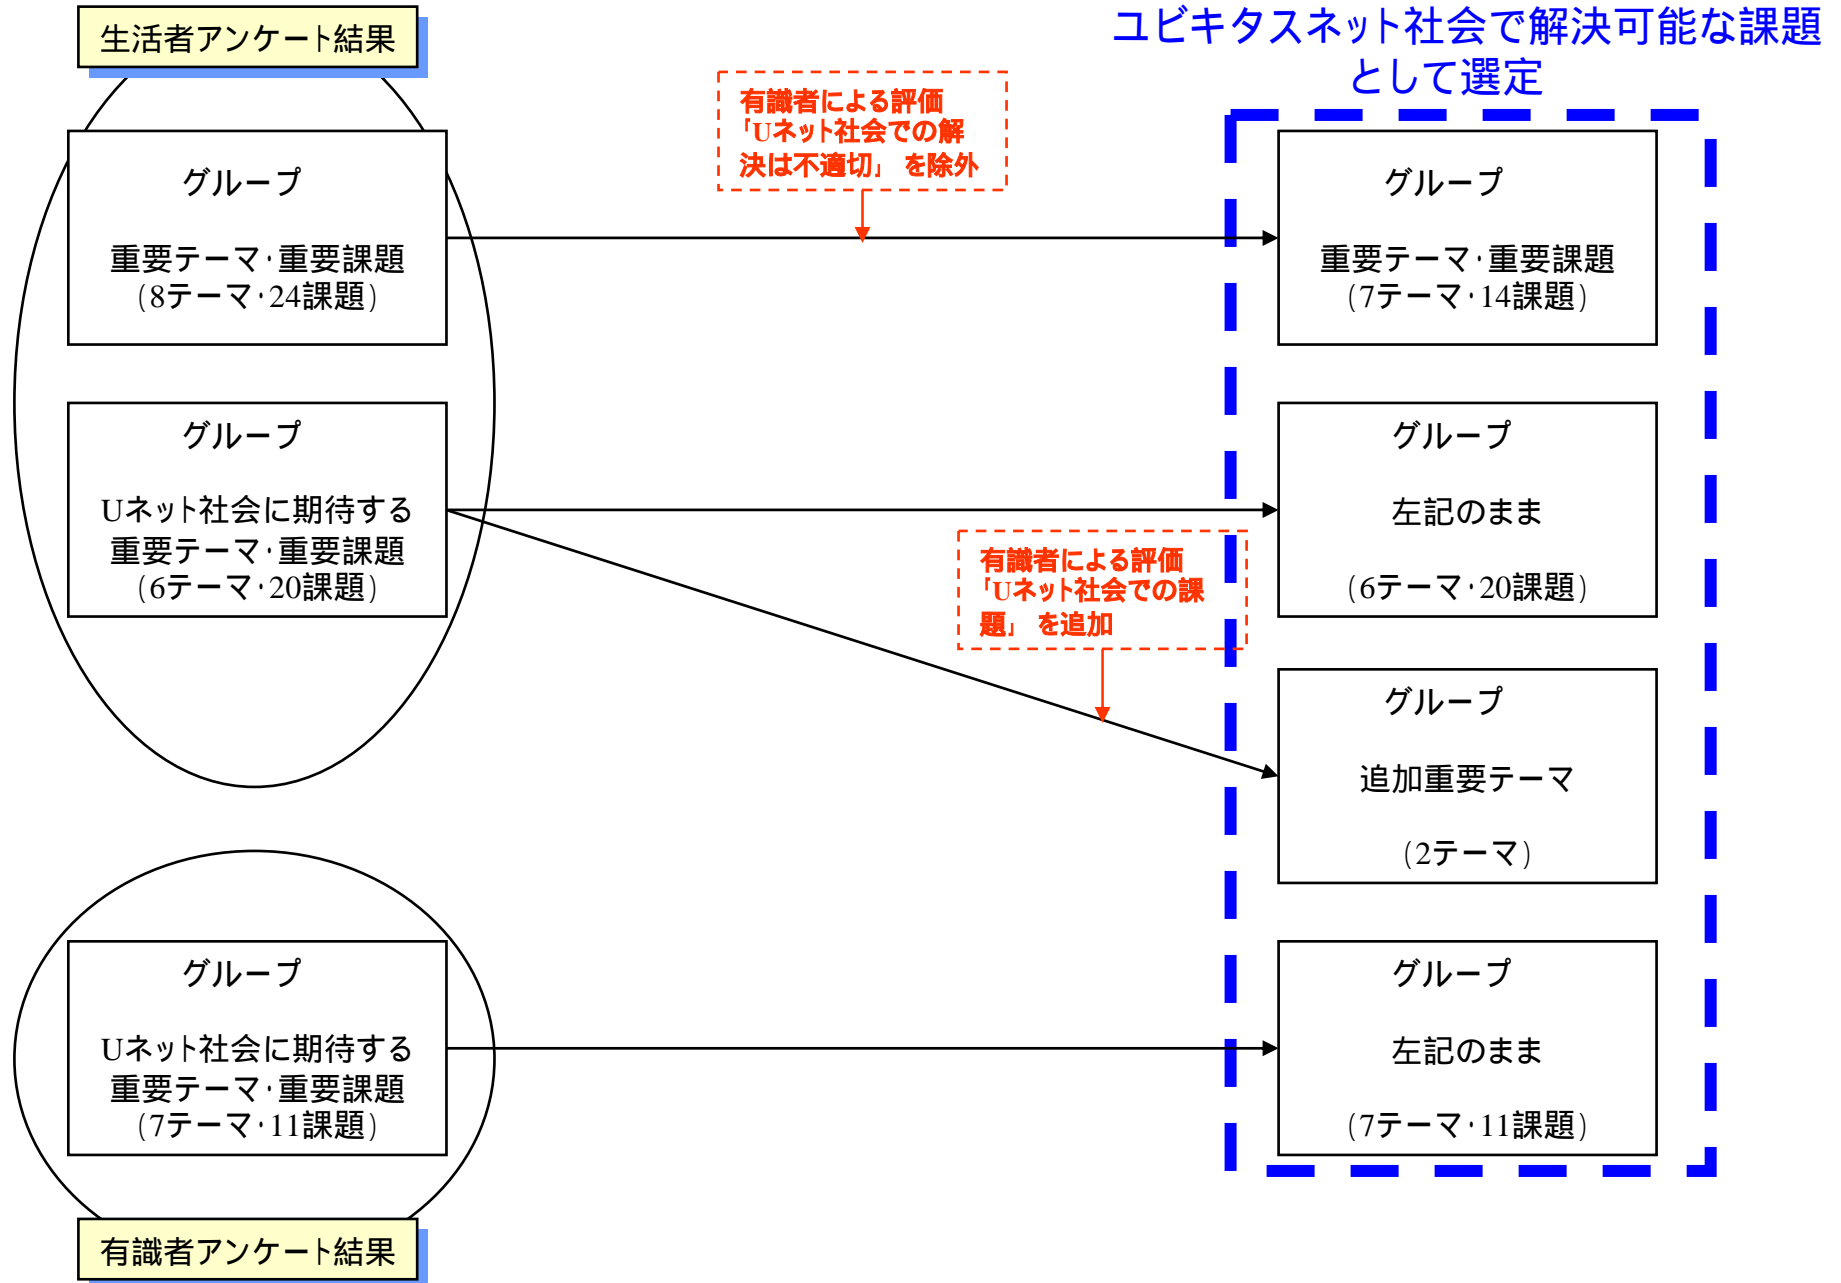 生活者アンケート結果
ユビキタスネット社会で解決可能な課題
として選定
有識者による評価
「Uネット社会での解
決は不適切」 を除外
グループ
重要テーマ・重要課題
(8テーマ・24課題)
グループ
重要テーマ・重要課題
(7テーマ・14課題)
グループ
Uネット社会に期待する
重要テーマ・重要課題
(6テーマ・20課題)
グループ
左記のまま
(6テーマ・20課題)
有識者による評価
「Uネット社会での課
題」 を追加
グループ
追加重要テーマ
(2テーマ)
グループ
Uネット社会に期待する
重要テーマ・重要課題
(7テーマ・11課題)
グループ
左記のまま
(7テーマ・11課題)
有識者アンケート結果